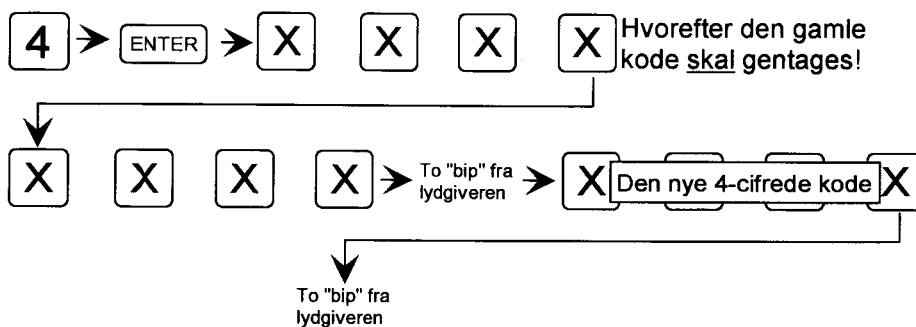 4 ENTER X X X X Hvorefter den gamle
kode skal gentages!
X X X X To "bip" fra
lydgiveren
X Den nye 4-cifrede kode X
To "bip" fra
lydgiveren